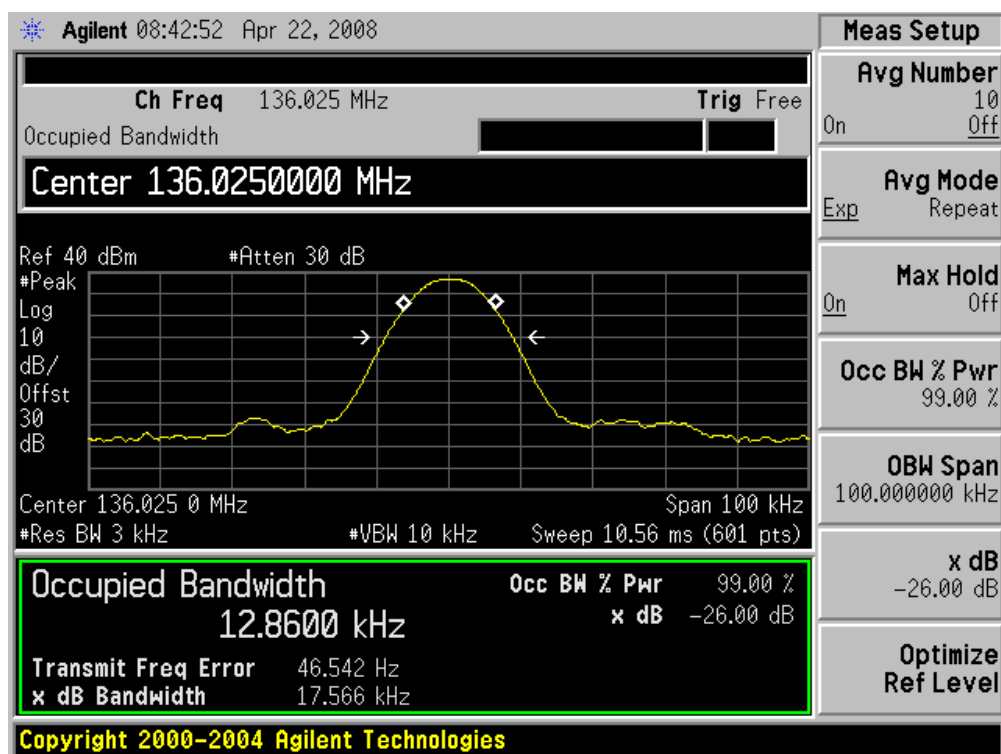 Agilent 08:42:52 Apr 22, 2008
Ch Freq 136.025 MHz Trig Free
Occupied Bandwidth
Center 136.0250000 MHz
Ref 40 dBm #Atten 30 dB
#Peak
Log
10
dB/
Offst
30
dB
Center 136.025 0 MHz Span 100 kHz
#Res BW 3 kHz #VBW 10 kHz Sweep 10.56 ms (601 pts)
Occupied Bandwidth Occ BW % Pwr 99.00 %
12.8600 kHz x dB -26.00 dB
Transmit Freq Error 46.542 Hz
x dB Bandwidth 17.566 kHz
Copyright 2000-2004 Agilent Technologies
Meas Setup
Avg Number
10
On Off
Avg Mode
Exp Repeat
Max Hold
On Off
Occ BW % Pwr
99.00 %
OBW Span
100.000000 kHz
x dB
-26.00 dB
Optimize
Ref Level